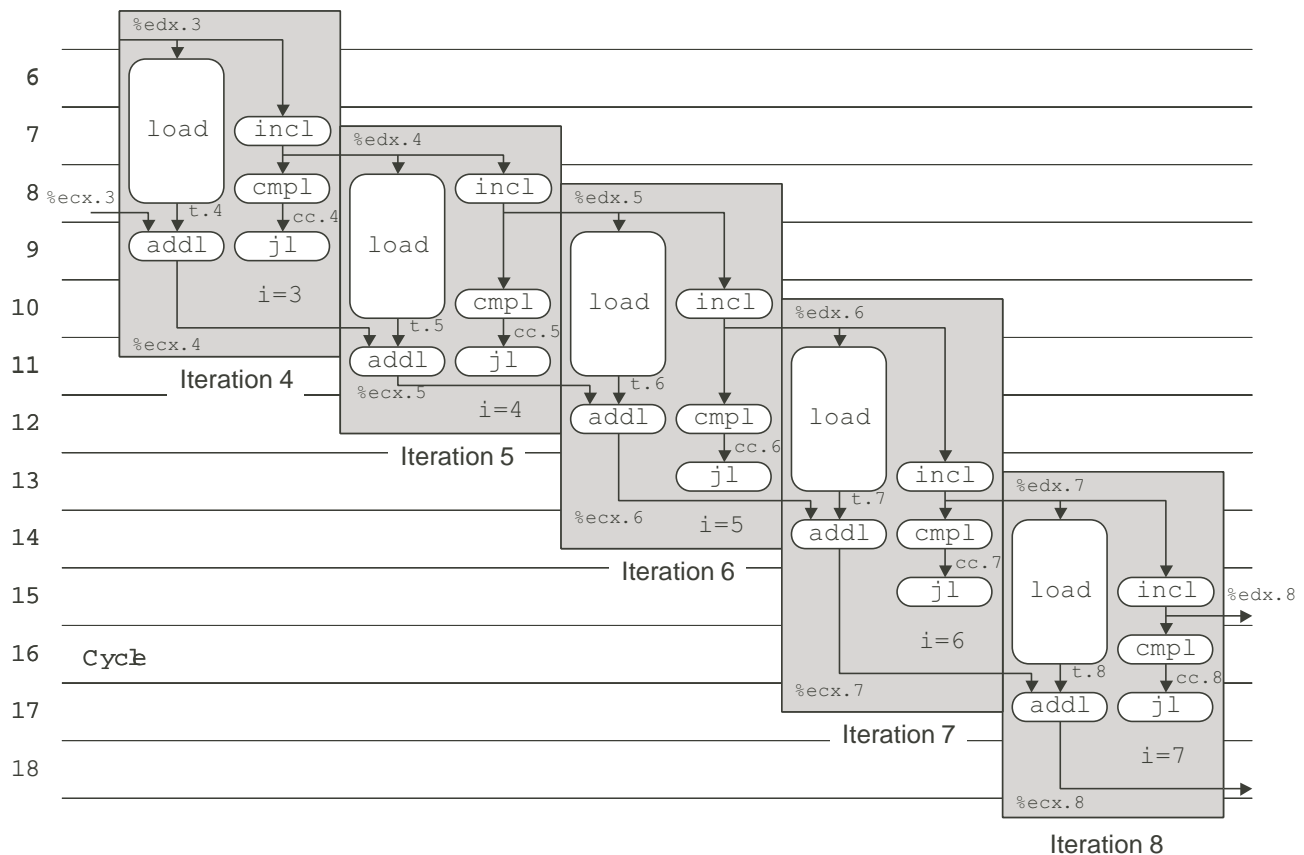 %edx.3
6
load
7
incl
%edx.4
8
cmpl
incl
%ecx.3
t.4
cc.4
%edx.5
9
addl
jl
load
10
i=3
cmpl
load
incl
%ecx.4
t.5
cc.5
%edx.6
11
addl
jl
Iteration 4
%ecx.5
t.6
12
i=4
addl
cmpl
load
Iteration 5
cc.6
13
jl
incl
%ecx.6
i=5
t.7
%edx.7
14
addl
cmpl
Iteration 6
cc.7
15
jl
load
incl
%edx.8
16
Cycle
i=6
cmpl
%ecx.7
t.8
cc.8
17
addl
jl
Iteration 7
18
i=7
%ecx.8
Iteration 8